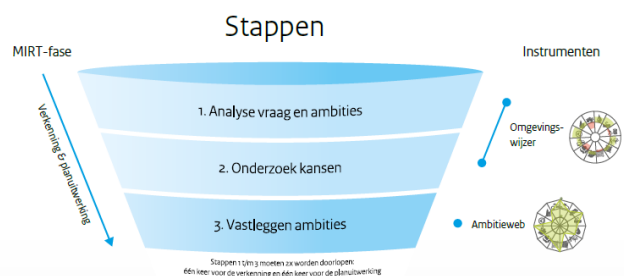 Stappen
MIRT-fase
Instrumenten
Verkenning & planuitwerking
1. Analyse vraag en ambities
2. Onderzoek kansen
3. Vastleggen ambities
Omgevings-
wijzer
Ambitieweb
Stappen 1 t/m 3 moeten 2x worden doorlopen:
één keer voor de verkenning en één keer voor de planuitwerking